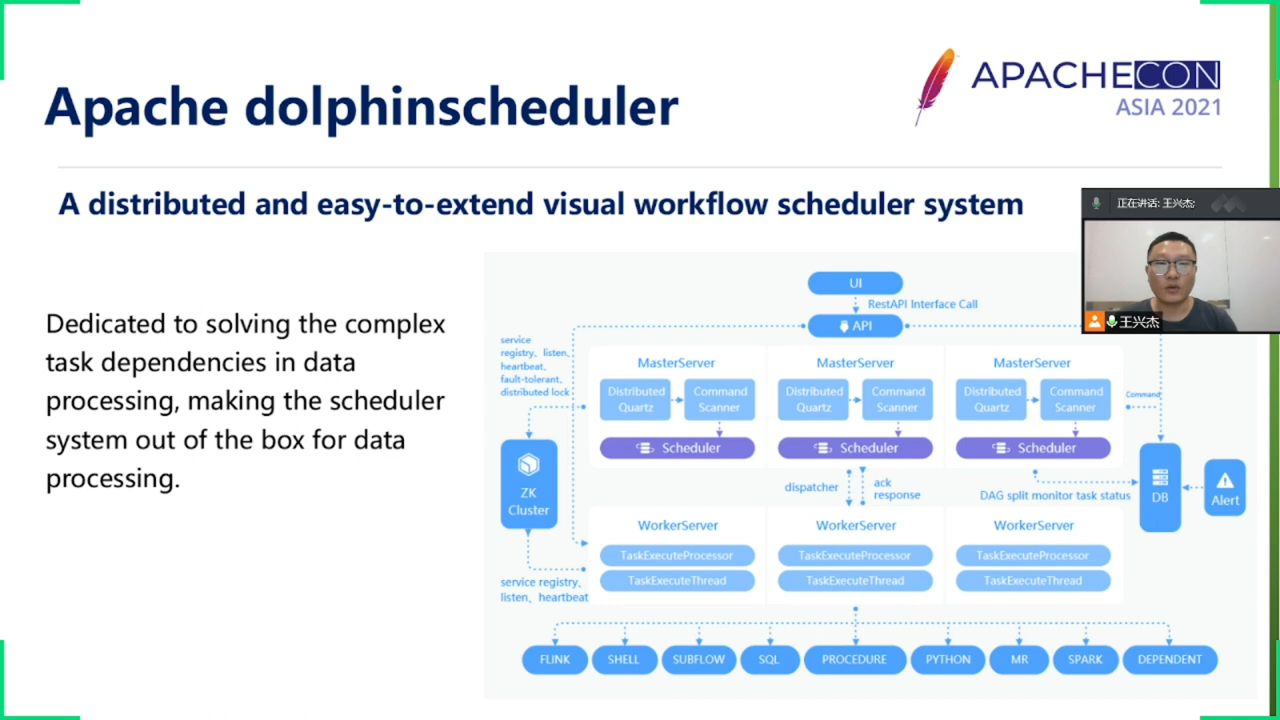 Apache dolphinscheduler
APACHECON
ASIA 2021
A distributed and easy-to-extend visual workflow scheduler system
正在讲话: 王兴杰;
王兴杰
Dedicated to solving the complex
task dependencies in data
processing, making the scheduler
system out of the box for data
processing.
UI
RestAPI Interface Call
API
service
registry、listen,
heartbeat,
fault-tolerant,
distributed lock
MasterServer
MasterServer
MasterServer
Distributed
Quartz
Command
Scanner
Distributed
Quartz
Command
Scanner
Distributed
Quartz
Command
Scanner
Command
Scheduler
Scheduler
Scheduler
ZK
Cluster
dispatcher
ack
response
DAG split monitor task status
DB
Alert
WorkerServer
WorkerServer
WorkerServer
TaskExecuteProcessor
TaskExecuteProcessor
TaskExecuteProcessor
TaskExecuteThread
TaskExecuteThread
TaskExecuteThread
service registry、
listen、heartbeat
FLINK
SHELL
SUBFLOW
SQL
PROCEDURE
PYTHON
MR
SPARK
DEPENDENT